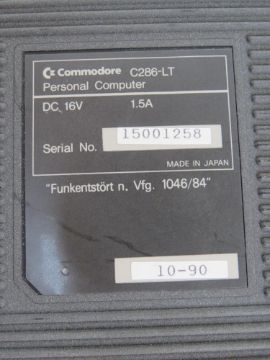 Commodore C286-LT
Personal Computer
DC 16V 1.5A
Serial No. 15001258
MADE IN JAPAN
"Funkentstört n. Vfg. 1046/84"
10-90